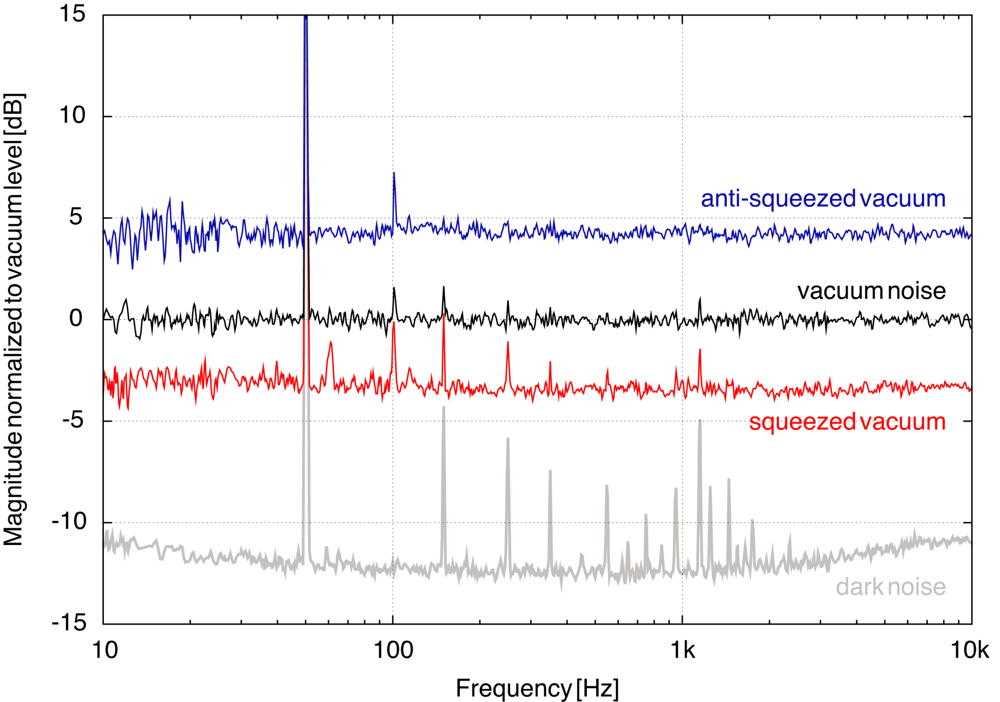 Magnitude normalized to vacuum level [dB]
15
10
5
0
-5
-10
-15
anti-squeezed vacuum
vacuum noise
squeezed vacuum
dark noise
10
100
1k
10k
Frequency [Hz]